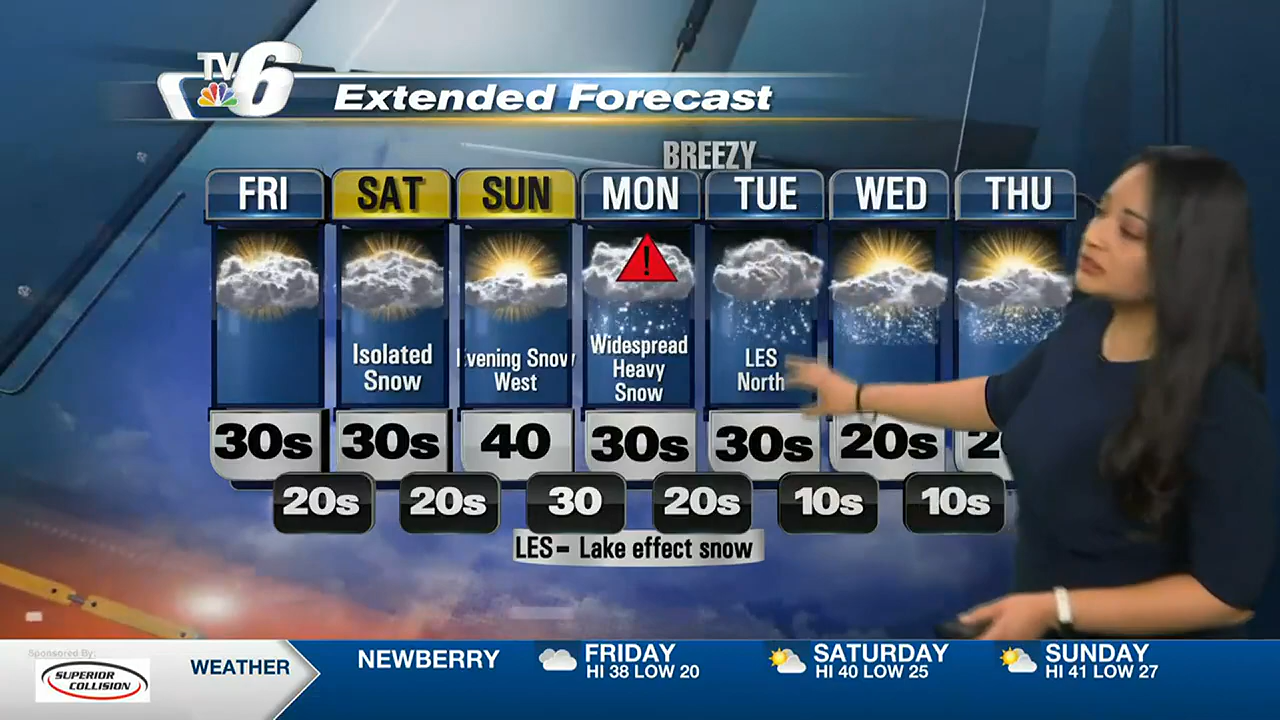 TV6
Extended Forecast
BREEZY
FRI SAT SUN MON TUE WED THU
Isolated
Snow
Evening Snow
West
!
Widespread
Heavy
Snow
LES
North
30s 30s 40 30s 30s 20s 2
20s 20s 30 20s 10s 10s
LES- Lake effect snow
Sponsored By:
SUPERIOR
COLLISION
WEATHER
NEWBERRY
FRIDAY
HI 38 LOW 20
SATURDAY
HI 40 LOW 25
SUNDAY
HI 41 LOW 27